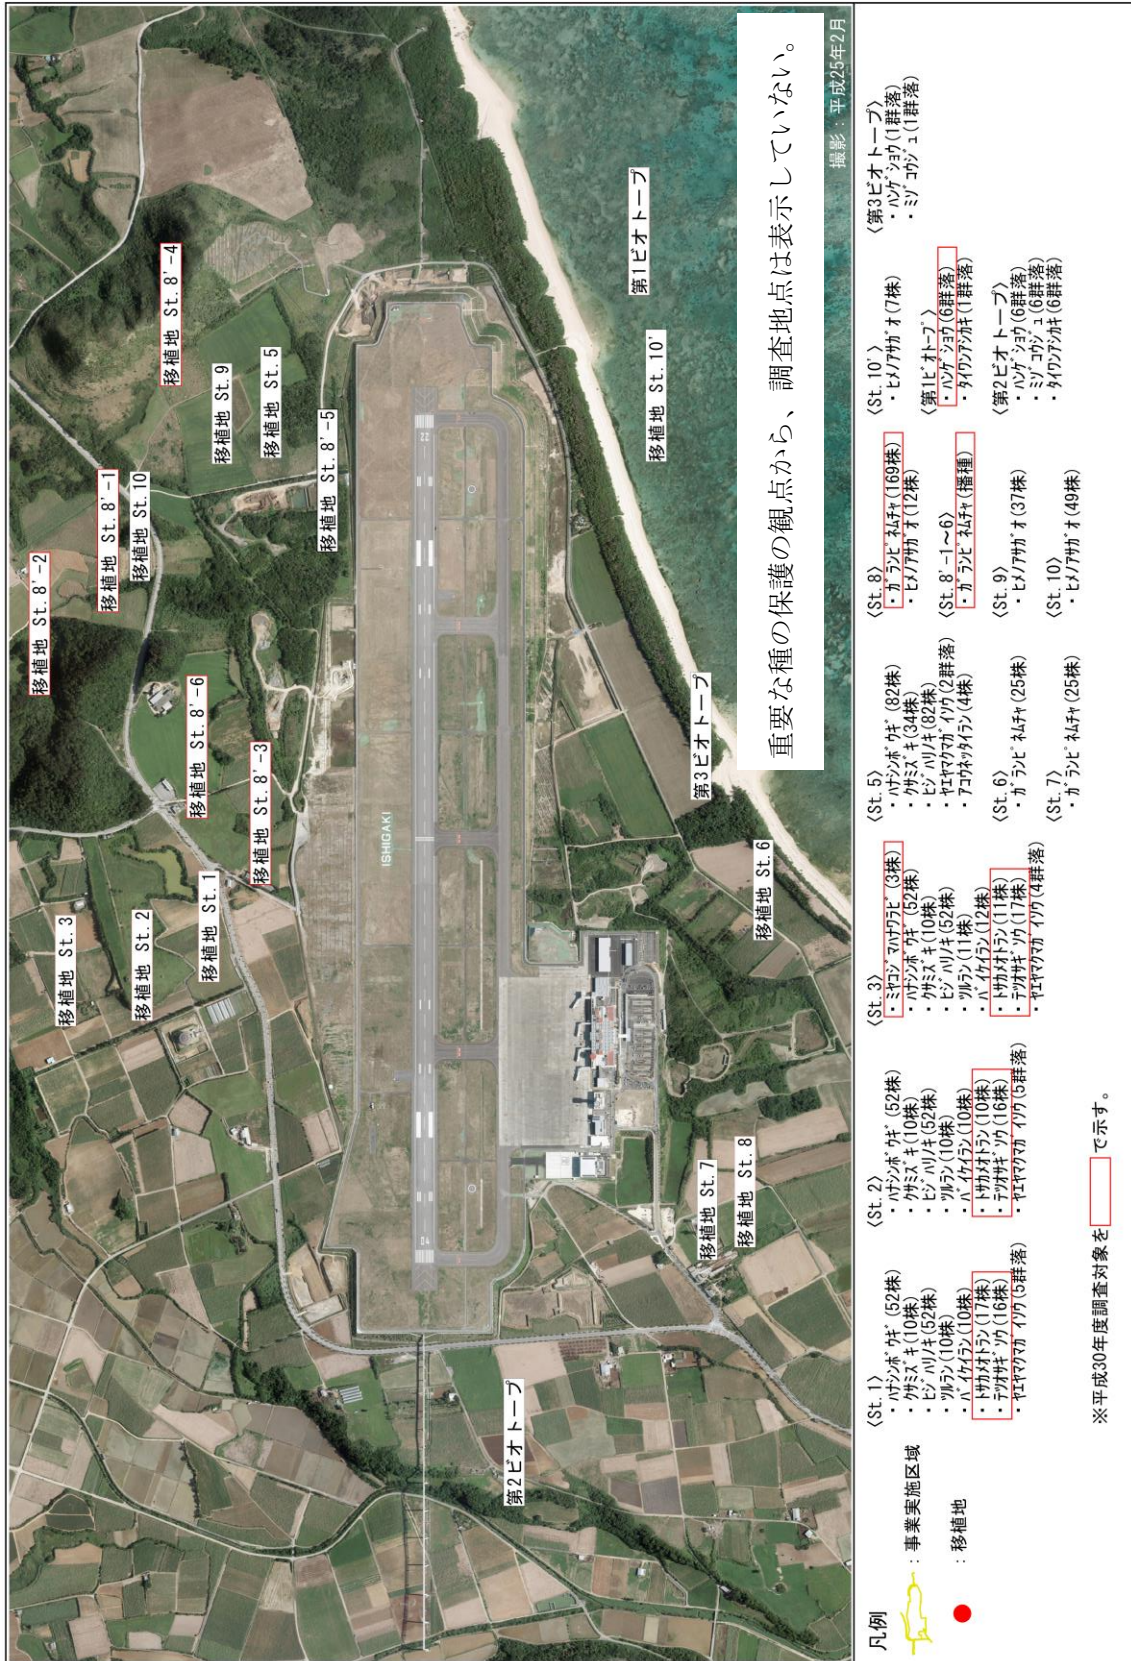 移植地 St.3
移植地 St.2
移植地 St.1
移植地 St.8'-2
移植地 St.8'-1
移植地 St.10
移植地 St.8'-6
移植地 St.8'-3
移植地 St.8'-4
移植地 St.9
移植地 St.5
移植地 St.8'-5
ISHIGAKI
04
22
第2ビオトープ
移植地 St.7
移植地 St.8
移植地 St.6
第3ビオトープ
移植地 St.10'
第1ビオトープ
重要な種の保護の観点から、調査地点は表示していない。
撮影：平成25年2月
凡例
：事業実施区域
：移植地
〈St.1〉
・ハナシンボウギ(52株)
・クサミズキ(10株)
・ヒジハリノキ(52株)
・ツルラン(10株)
・バイケイラン(10株)
・トサカメオトラン(17株)
・テツオサギソウ(16株)
・ヤエヤマクマガイソウ(5群落)
〈St.2〉
・ハナシンボウギ(52株)
・クサミズキ(10株)
・ヒジハリノキ(52株)
・ツルラン(10株)
・バイケイラン(10株)
・トサカメオトラン(10株)
・テツオサギソウ(16株)
・ヤエヤマクマガイソウ(5群落)
〈St.3〉
・ミヤコジマハナワラビ(3株)
・ハナシンボウギ(52株)
・クサミズキ(10株)
・ヒジハリノキ(52株)
・ツルラン(11株)
・バイケイラン(12株)
・トサカメオトラン(11株)
・テツオサギソウ(17株)
・ヤエヤマクマガイソウ(4群落)
〈St.5〉
・ハナシンボウギ(82株)
・クサミズキ(34株)
・ヒジハリノキ(82株)
・ヤエヤマクマガイソウ(2群落)
・アコウネッタイラン(4株)
〈St.6〉
・ガランピネムチャ(25株)
〈St.7〉
・ガランピネムチャ(25株)
〈St.8〉
・ガランピネムチャ(169株)
・ヒメノアサガオ(12株)
〈St.8'-1～6〉
・ガランピネムチャ(播種)
〈St.9〉
・ヒメノアサガオ(37株)
〈St.10〉
・ヒメノアサガオ(49株)
〈St.10'〉
・ヒメノアサガオ(7株)
〈第1ビオトープ〉
・ハンゲショウ(6群落)
・タイワンアシカキ(1群落)
〈第2ビオトープ〉
・ハンゲショウ(6群落)
・ミゾコウジュ(6群落)
・タイワンアシカキ(6群落)
〈第3ビオトープ〉
・ハンゲショウ(1群落)
・ミゾコウジュ(1群落)
※平成30年度調査対象を で示す。